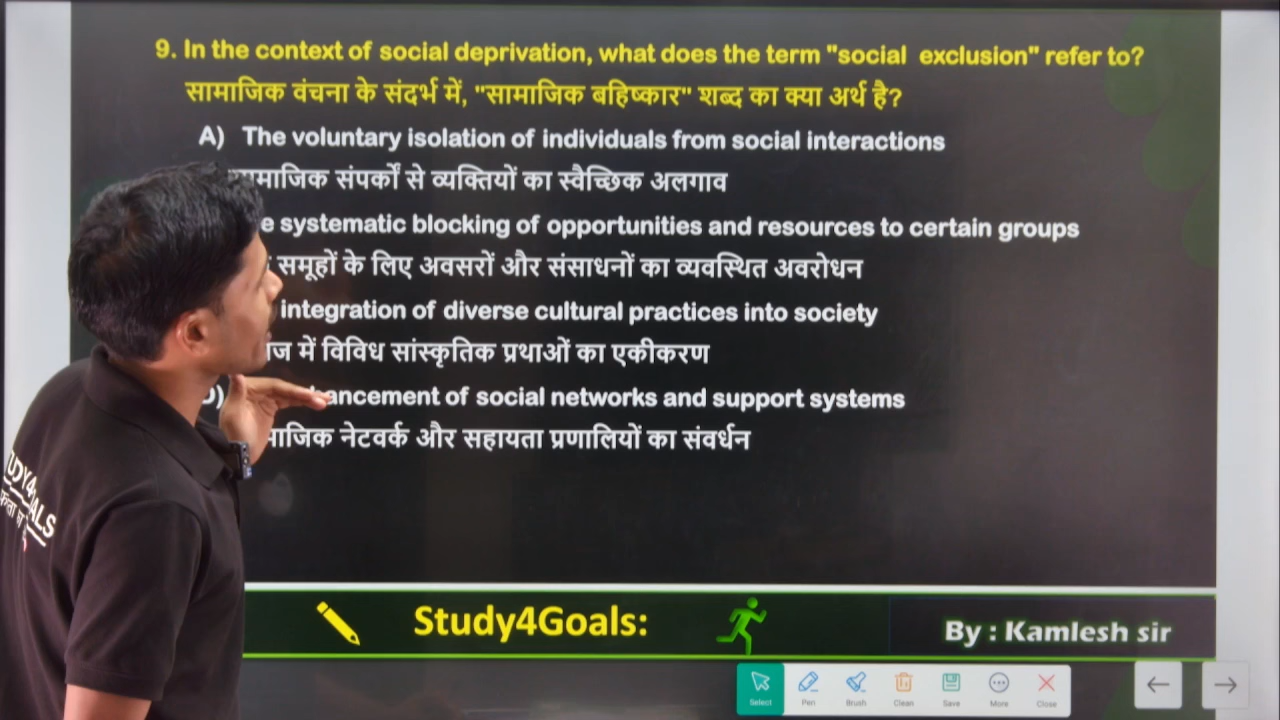 9. In the context of social deprivation, what does the term "social exclusion" refer to?
सामाजिक वंचना के संदर्भ में, "सामाजिक बहिष्कार" शब्द का क्या अर्थ है?
A) The voluntary isolation of individuals from social interactions
संपर्कों से व्यक्तियों का स्वैच्छिक अलगाव
systematic blocking of opportunities and resources to certain groups
समूहों के लिए अवसरों और संसाधनों का व्यवस्थित अवरोधन
integration of diverse cultural practices into society
में विविध सांस्कृतिक प्रथाओं का एकीकरण
of social networks and support systems
नेटवर्क और सहायता प्रणालियों का संवर्धन
Study4Goals:
By : Kamlesh sir
Select
Pen
Brush
Clean
Save
More
Close